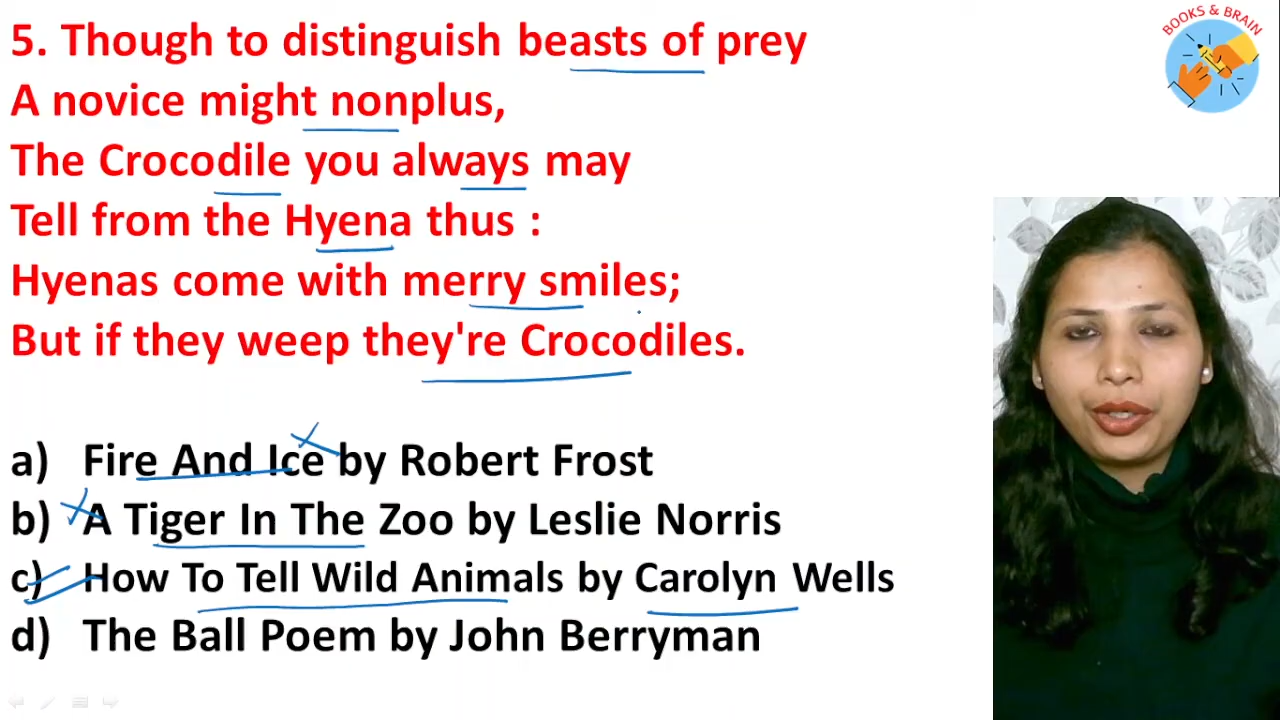 BOOKS & BRAIN
5. Though to distinguish beasts of prey
A novice might nonplus,
The Crocodile you always may
Tell from the Hyena thus :
Hyenas come with merry smiles;
But if they weep they're Crocodiles.
a) Fire And Ice by Robert Frost
b) A Tiger In The Zoo by Leslie Norris
c) How To Tell Wild Animals by Carolyn Wells
d) The Ball Poem by John Berryman